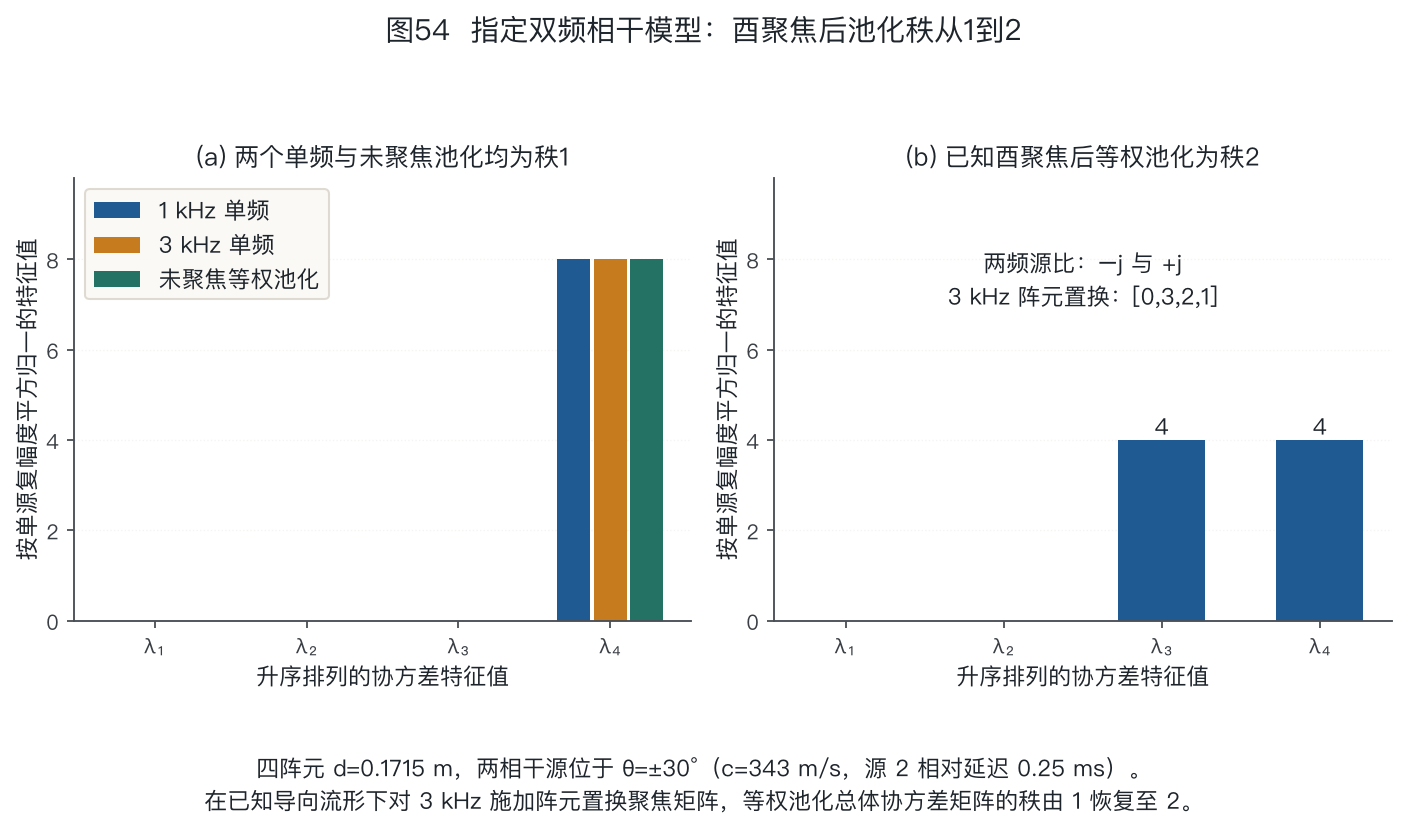 图54  指定双频相干模型：酉聚焦后池化秩从1到2
(a) 两个单频与未聚焦池化均为秩1
按单源复幅度平方归一的特征值
8
6
4
2
0
1 kHz 单频
3 kHz 单频
未聚焦等权池化
λ₁
λ₂
λ₃
λ₄
升序排列的协方差特征值
(b) 已知酉聚焦后等权池化为秩2
按单源复幅度平方归一的特征值
8
6
4
2
0
两频源比：−j 与 +j
3 kHz 阵元置换：[0,3,2,1]
4
4
λ₁
λ₂
λ₃
λ₄
升序排列的协方差特征值
四阵元 d=0.1715 m，两相干源位于 θ=±30°（c=343 m/s，源 2 相对延迟 0.25 ms）。
在已知导向流形下对 3 kHz 施加阵元置换聚焦矩阵，等权池化总体协方差矩阵的秩由 1 恢复至 2。